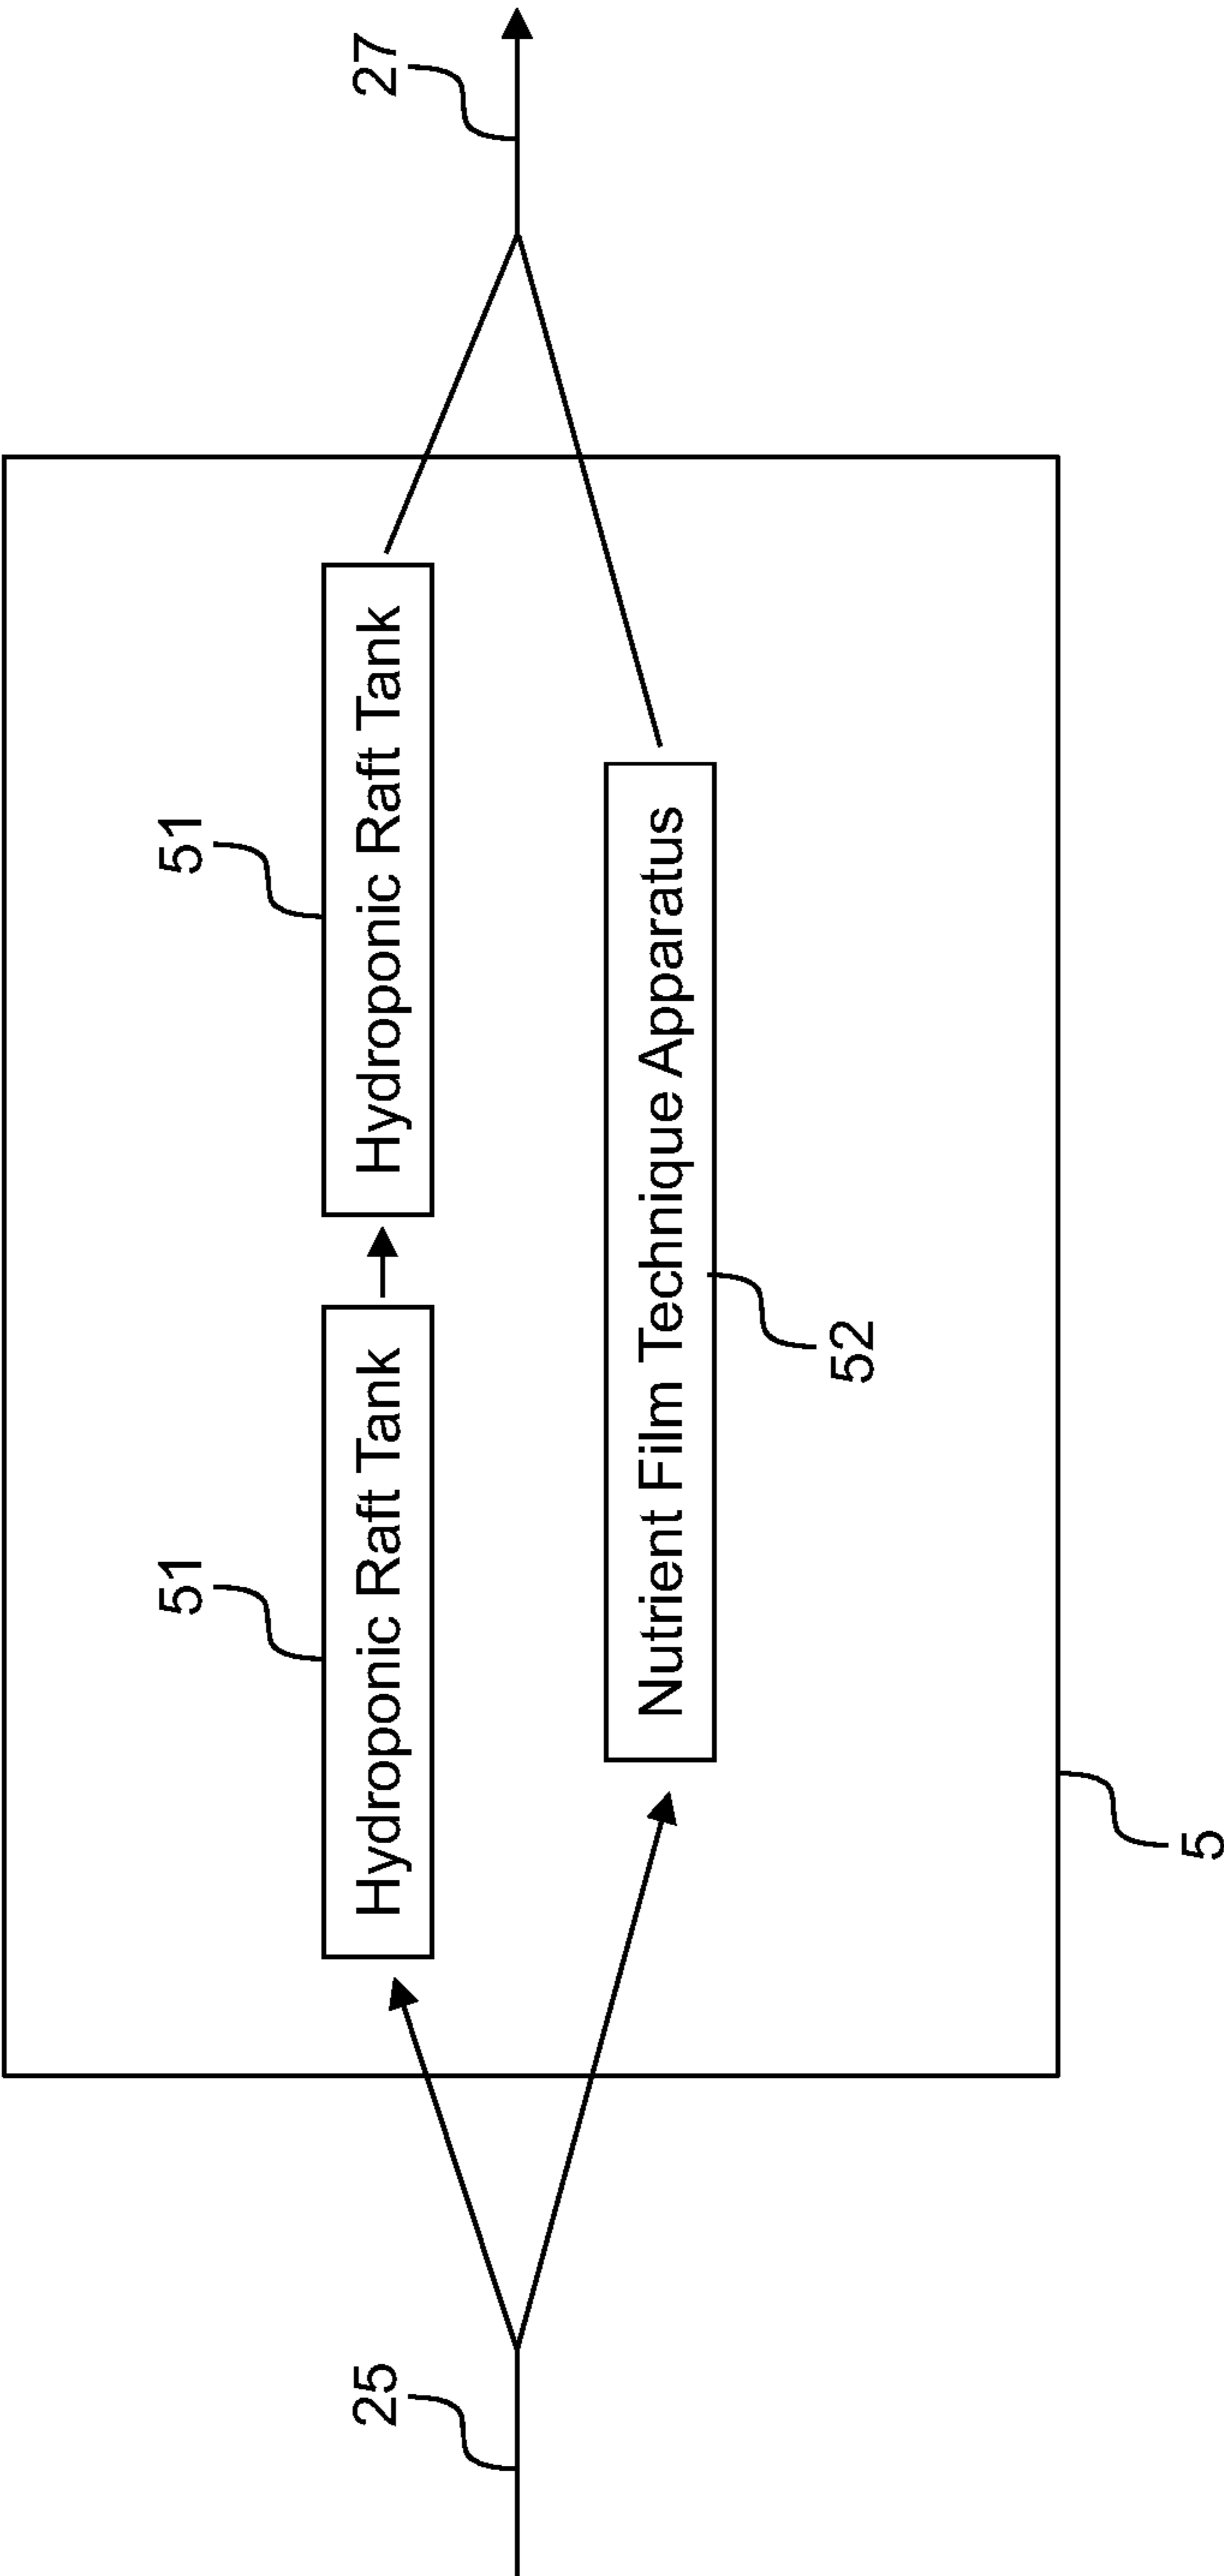 51
51
Hydroponic Raft Tank
Hydroponic Raft Tank
25
27
Nutrient Film Technique Apparatus
52
5